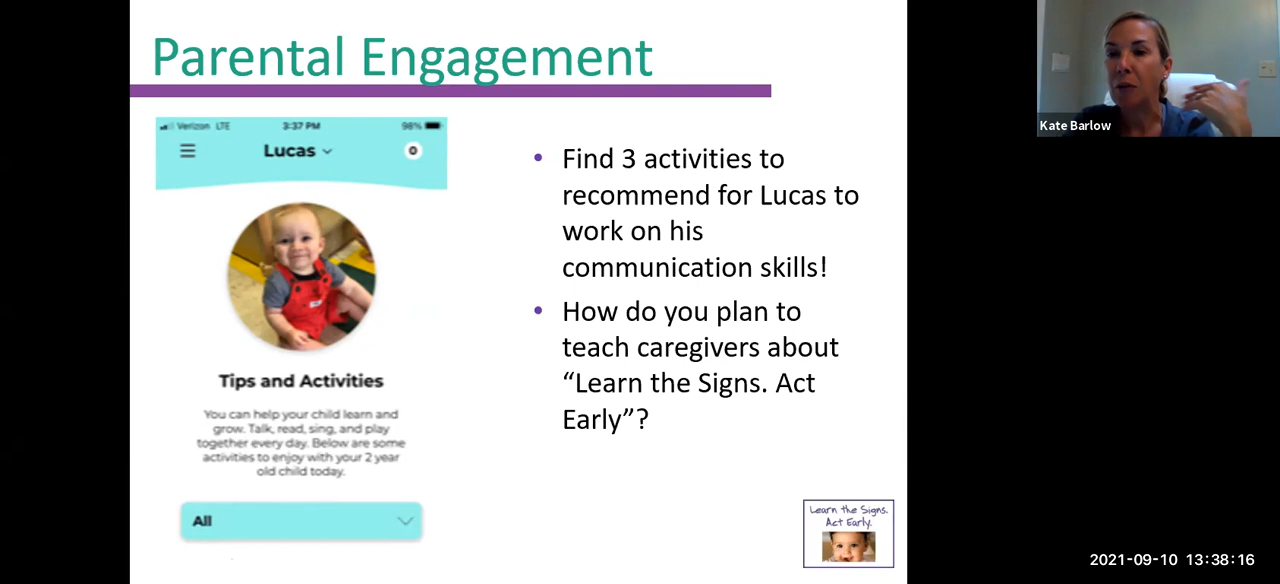 Parental Engagement
Verizon LTE
3:37 PM
98%
Lucas
0
Tips and Activities
You can help your child learn and
grow. Talk, read, sing, and play
together every day. Below are some
activities to enjoy with your 2 year
old child today.
All
• Find 3 activities to
recommend for Lucas to
work on his
communication skills!
• How do you plan to
teach caregivers about
“Learn the Signs. Act
Early”?
Learn the Signs.
Act Early.
Kate Barlow
2021-09-10 13:38:16